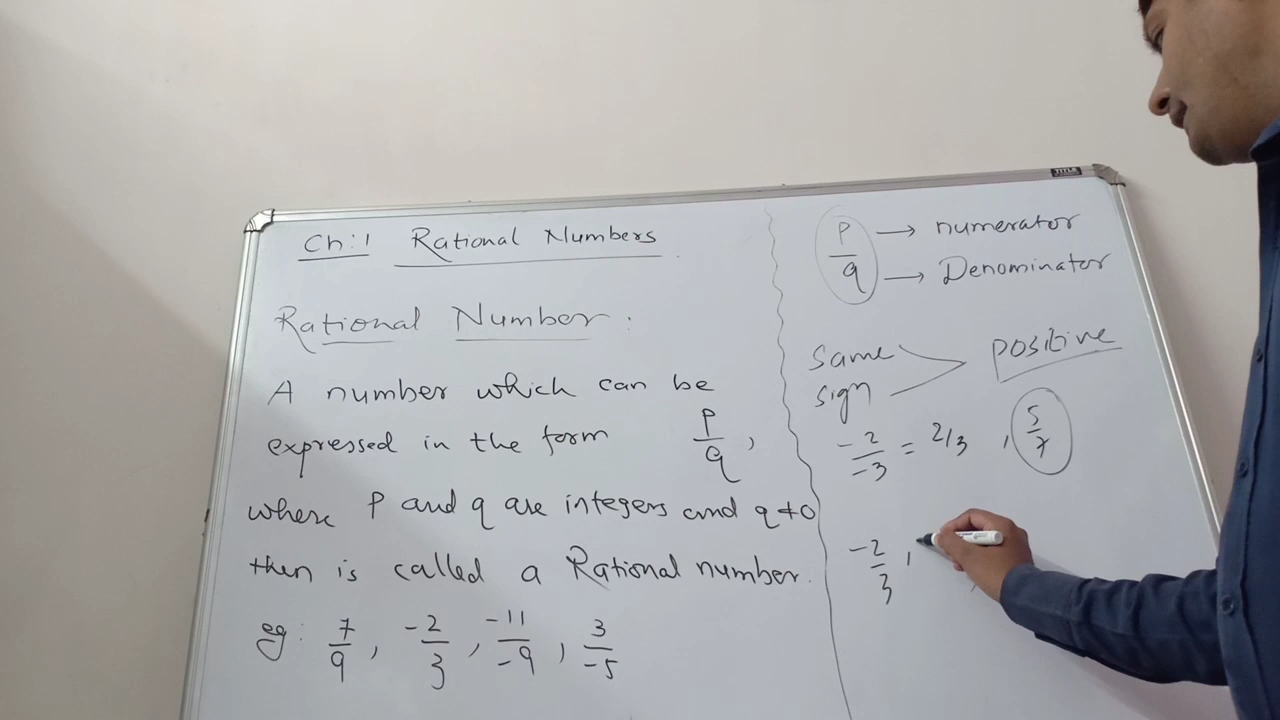 TITLE
Ch:1 Rational Numbers
Rational Number:
A number which can be
expressed in the form p/q,
where p and q are integers and q≠0
then is called a Rational number.
eg: 7/9, -2/3, -11/-9, 3/-5
p/q → numerator
→ Denominator
same
sign
positive
-2/-3 = 2/3, 5/7
-2/3,